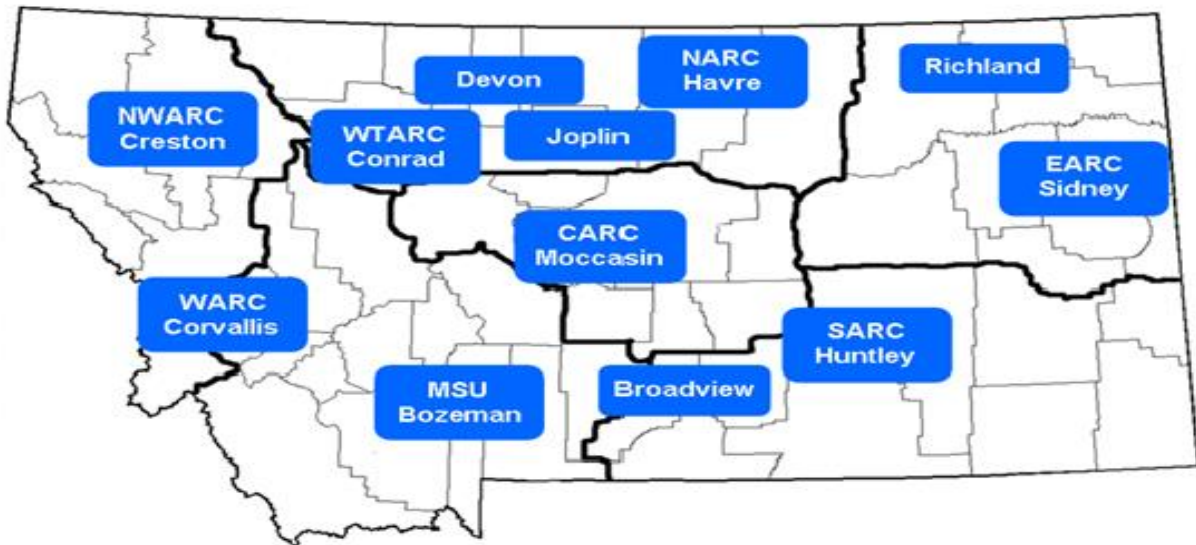 NARC
Havre
Richland
Devon
NWARC
Creston
WTARC
Conrad
Joplin
EARC
Sidney
CARC
Moccasin
WARC
Corvallis
SARC
Huntley
MSU
Bozeman
Broadview